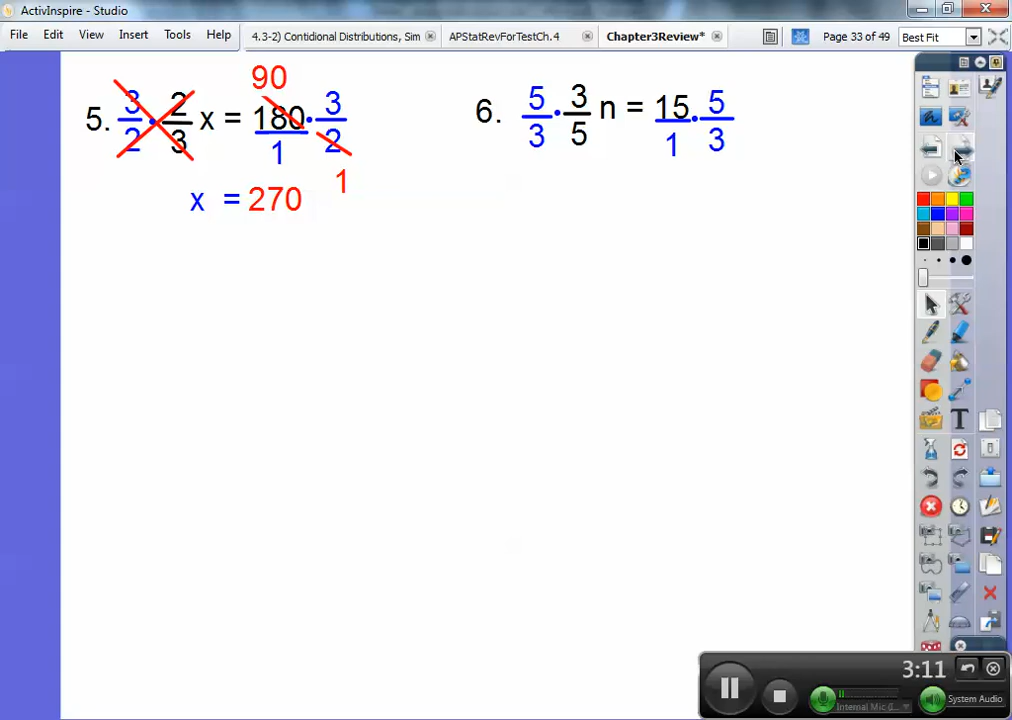 ActivInspire - Studio
File Edit View Insert Tools Help 4.3-2) Contidional Distributions, Sim APStatRevForTestCh.4 Chapter3Review* Page 33 of 49 Best Fit
90
5. 3/2 · 2/3 x = 180/1 · 3/2
1
x = 270
6. 5/3 · 3/5 n = 15/1 · 5/3
3:11
System Audio